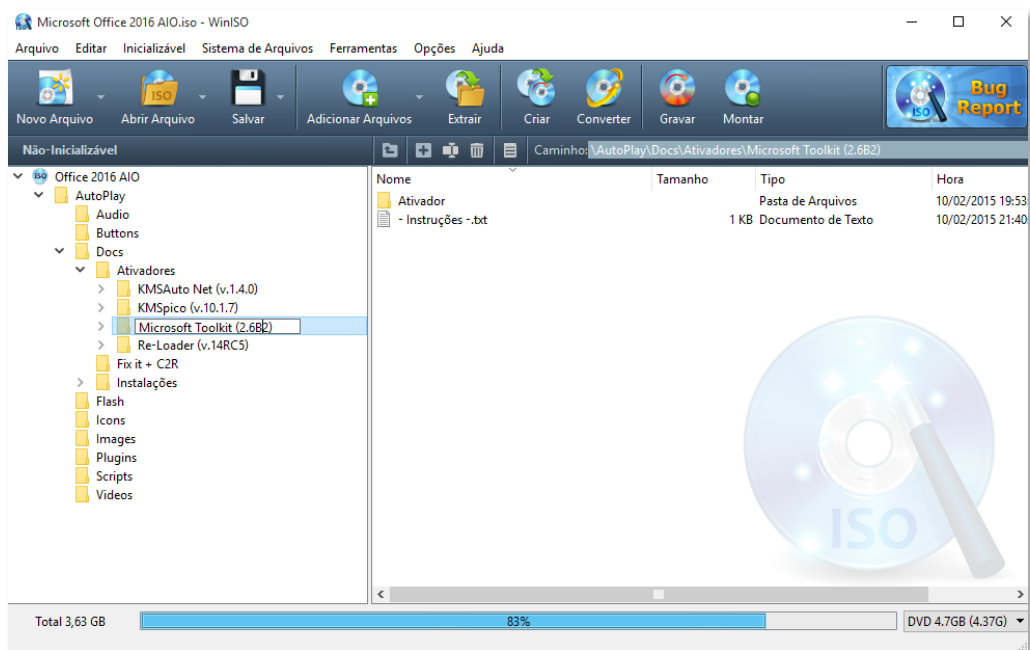 Microsoft Office 2016 AIO.iso - WinISO
Arquivo Editar Inicializável Sistema de Arquivos Ferramentas Opções Ajuda
ISO
ISO
Bug
Report
Novo Arquivo Abrir Arquivo Salvar Adicionar Arquivos Extrair Criar Converter Gravar Montar
Não-Inicializável
Caminho: \AutoPlay\Docs\Ativadores\Microsoft Toolkit (2.6B2)
ISO Office 2016 AIO
AutoPlay
Audio
Buttons
Docs
Ativadores
KMSAuto Net (v.1.4.0)
KMSpico (v.10.1.7)
Microsoft Toolkit (2.6B2)
Re-Loader (v.14RC5)
Fix it + C2R
Instalações
Flash
Icons
Images
Plugins
Scripts
Videos
Nome Tamanho Tipo Hora
Ativador Pasta de Arquivos 10/02/2015 19:53
- Instruções -.txt 1 KB Documento de Texto 10/02/2015 21:40
ISO
Total 3,63 GB 83% DVD 4.7GB (4.37G)